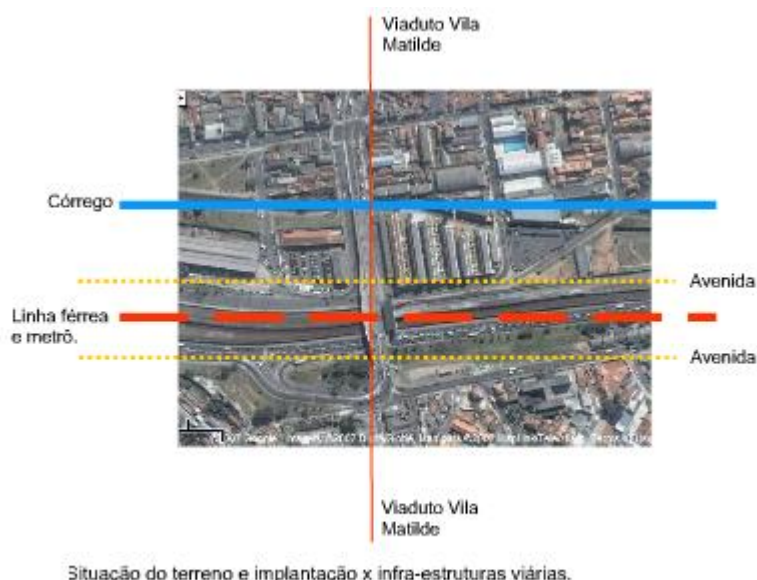 Viaduto Vila
Matilde
Córrego
Avenida
Linha férrea
e metrô.
Avenida
Viaduto Vila
Matilde
Situação do terreno e implantação x infra-estruturas viárias.